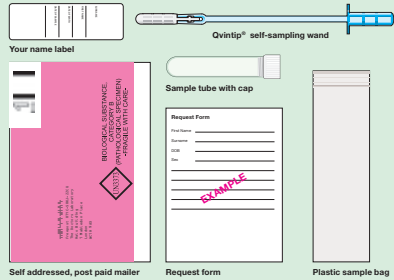 Your name label
Qvintip® self-sampling wand
Sample tube with cap
BIOLOGICAL SUBSTANCE,
CATEGORY B
(PATHOLOGICAL SPECIMEN)
-FRAGILE WITH CARE-
UN3373
Request Form
First Name
Surname
DOB
Sex
EXAMPLE
Self addressed, post paid mailer
Request form
Plastic sample bag